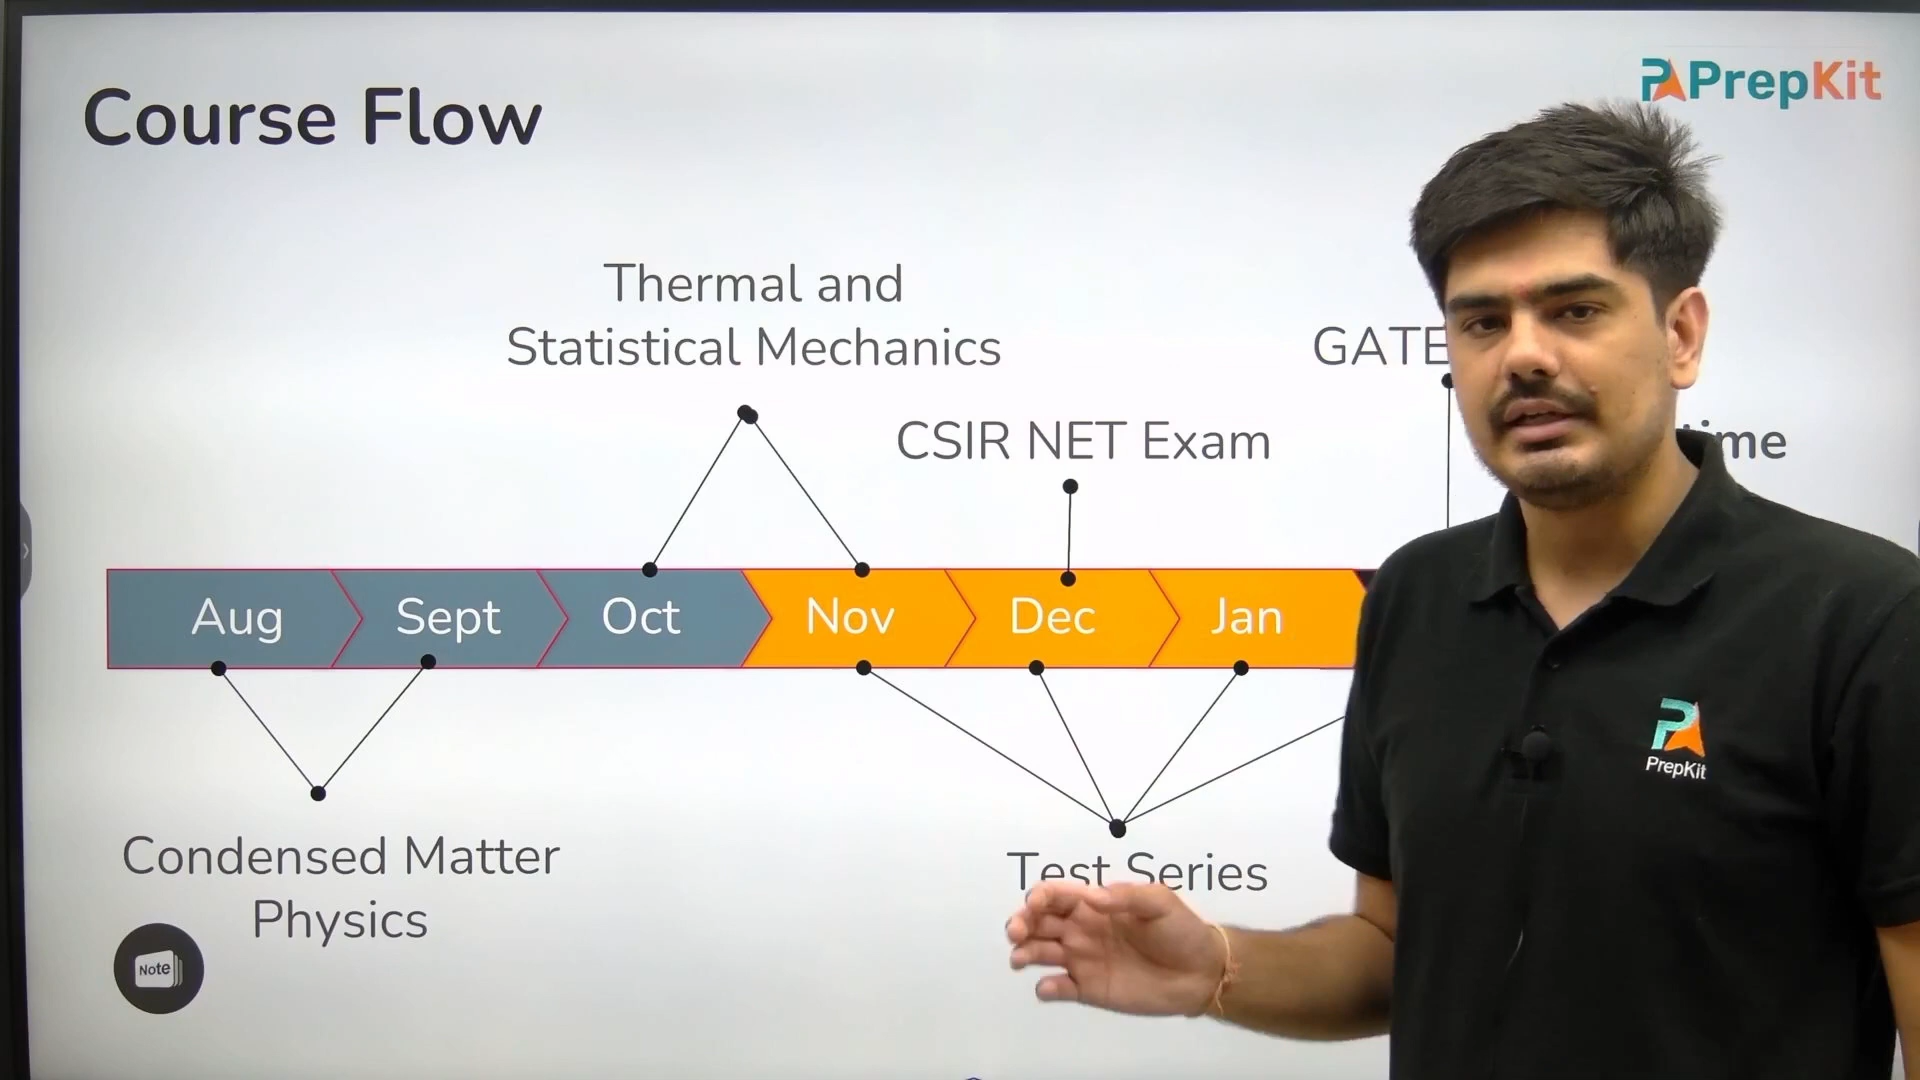 Course Flow
PrepKit
Thermal and
Statistical Mechanics
GATE
CSIR NET Exam
Aug
Sept
Oct
Nov
Dec
Jan
Condensed Matter
Physics
Test Series
Note
PrepKit